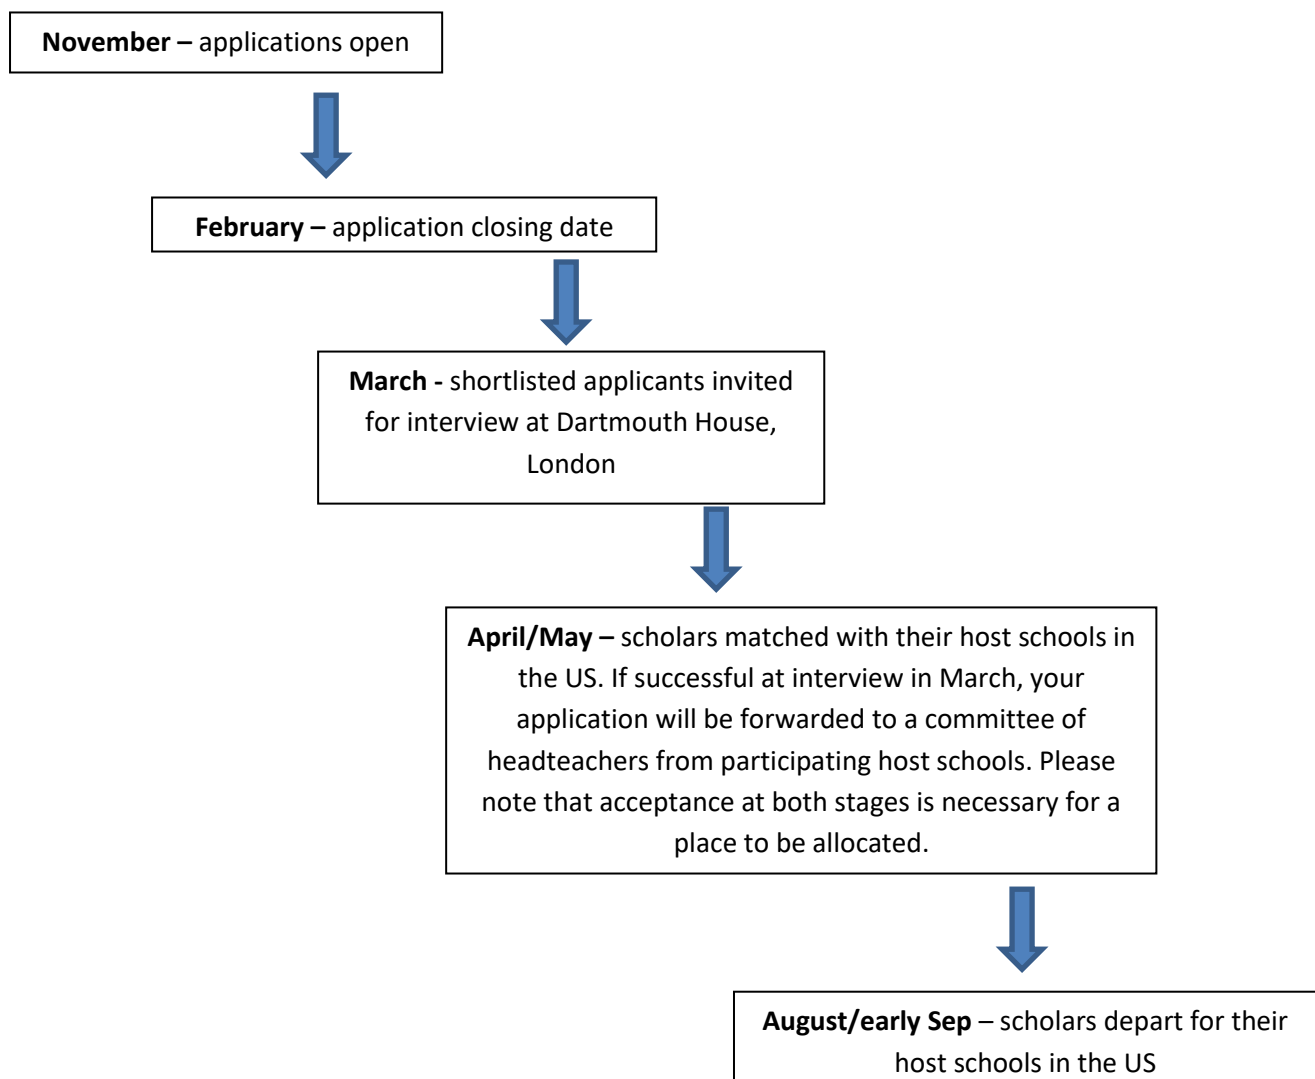 November – applications open
February – application closing date
March - shortlisted applicants invited
for interview at Dartmouth House,
London
April/May – scholars matched with their host schools in
the US. If successful at interview in March, your
application will be forwarded to a committee of
headteachers from participating host schools. Please
note that acceptance at both stages is necessary for a
place to be allocated.
August/early Sep – scholars depart for their
host schools in the US